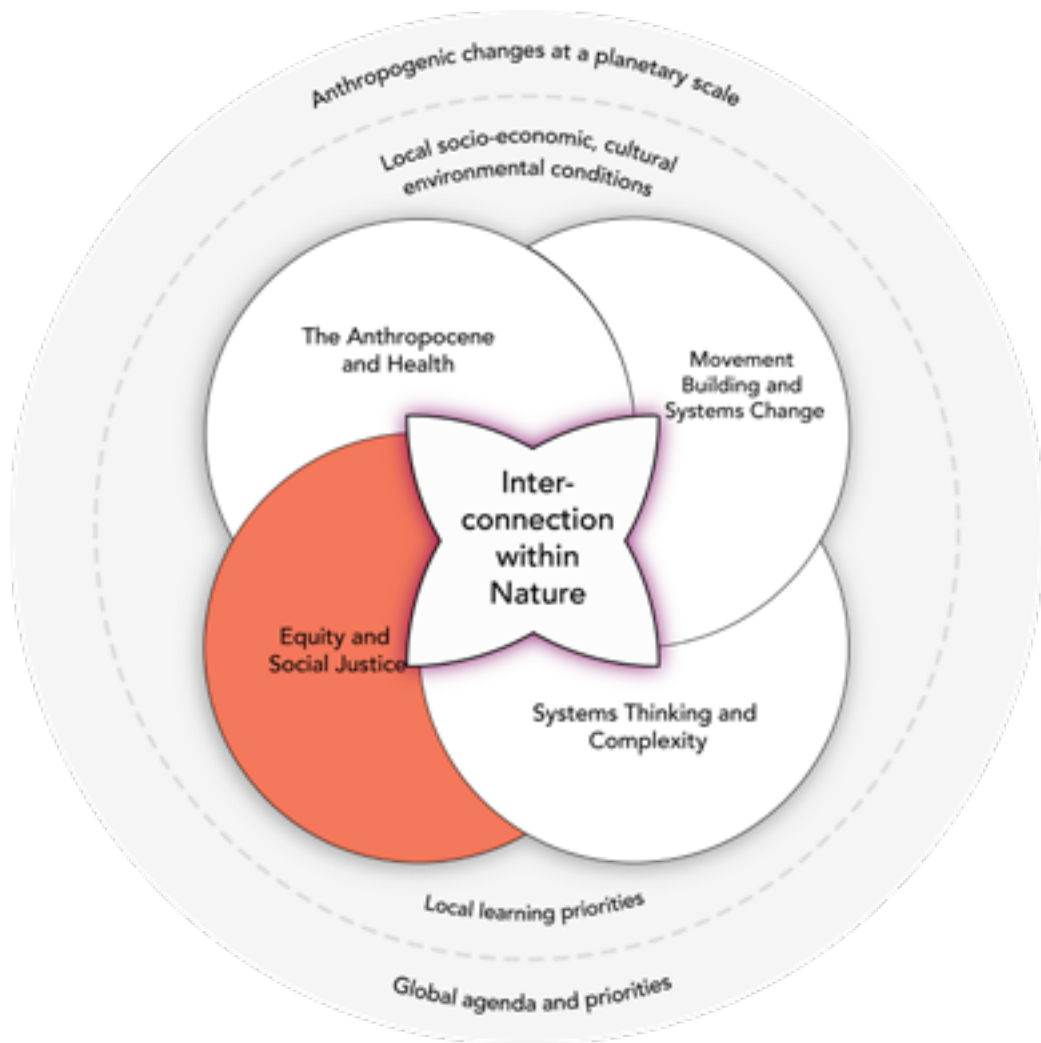 Anthropogenic changes at a planetary scale
Local socio-economic, cultural
environmental conditions
The Anthropocene
and Health
Movement
Building and
Systems Change
Inter-
connection
within
Nature
Equity and
Social Justice
Systems Thinking and
Complexity
Local learning priorities
Global agenda and priorities